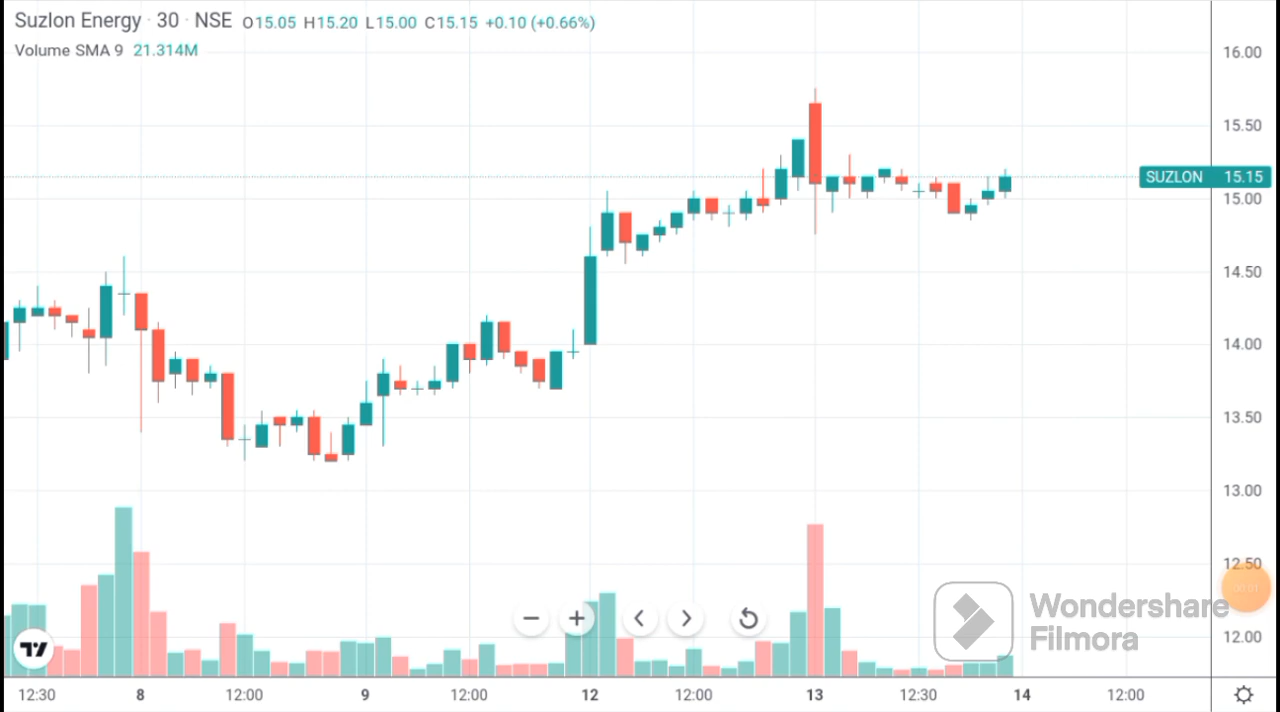 Suzlon Energy · 30 · NSE O15.05 H15.20 L15.00 C15.15 +0.10 (+0.66%)
Volume SMA 9 21.314M
16.00
15.50
SUZLON 15.15
15.00
14.50
14.00
13.50
13.00
12.50
00:01
Wondershare
Filmora
12.00
12:30 8 12:00 9 12:00 12 12:00 13 12:30 14 12:00